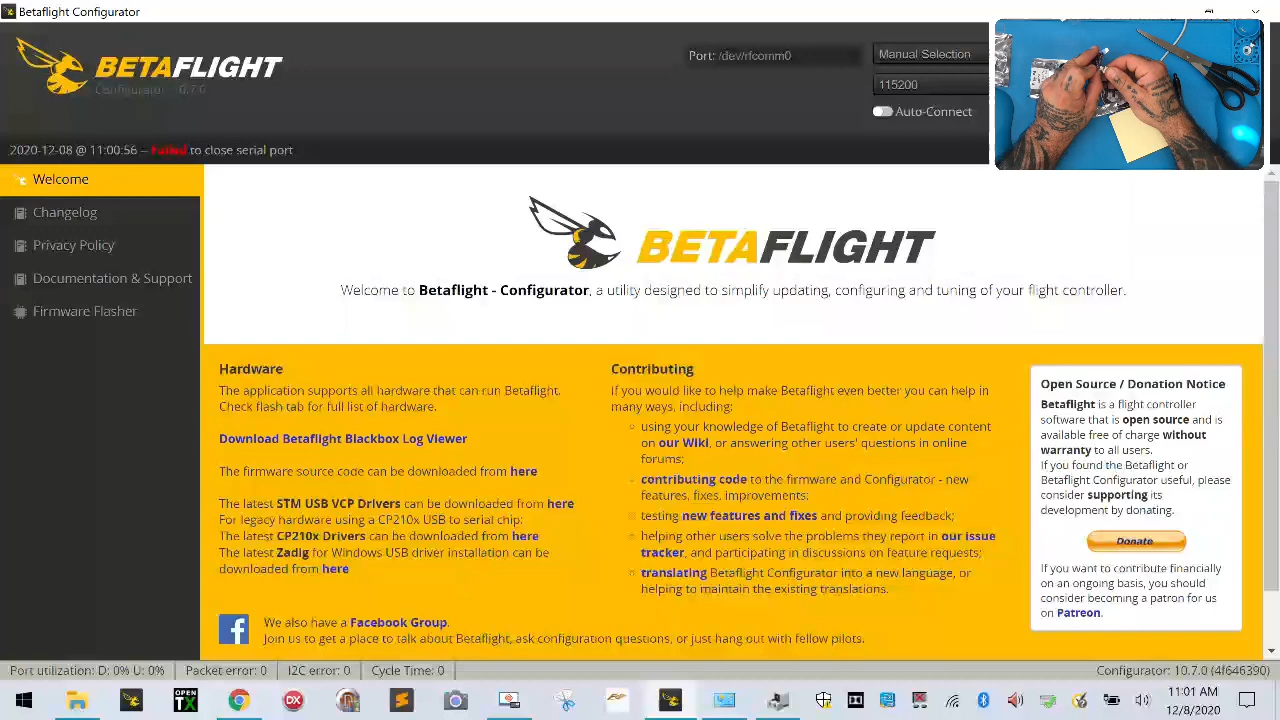 Betaflight Configurator
BETAFLIGHT
Configurator 0.7.0
Port: /dev/rfcomm0
Manual Selection
115200
Auto-Connect
2020-12-08 @ 11:00:56 -- Failed to close serial port
Welcome
Changelog
Privacy Policy
Documentation & Support
Firmware Flasher
BETAFLIGHT
Welcome to Betaflight - Configurator, a utility designed to simplify updating, configuring and tuning of your flight controller.
Hardware
The application supports all hardware that can run Betaflight.
Check flash tab for full list of hardware.
Download Betaflight Blackbox Log Viewer
The firmware source code can be downloaded from here
The latest STM USB VCP Drivers can be downloaded from here
For legacy hardware using a CP210x USB to serial chip:
The latest CP210x Drivers can be downloaded from here
The latest Zadig for Windows USB driver installation can be
downloaded from here
We also have a Facebook Group.
Join us to get a place to talk about Betaflight, ask configuration questions, or just hang out with fellow pilots.
Contributing
If you would like to help make Betaflight even better you can help in
many ways, including:
using your knowledge of Betaflight to create or update content
on our Wiki, or answering other users' questions in online
forums;
contributing code to the firmware and Configurator - new
features, fixes, improvements;
testing new features and fixes and providing feedback;
helping other users solve the problems they report in our issue
tracker, and participating in discussions on feature requests;
translating Betaflight Configurator into a new language, or
helping to maintain the existing translations.
Open Source / Donation Notice
Betaflight is a flight controller
software that is open source and is
available free of charge without
warranty to all users.
If you found the Betaflight or
Betaflight Configurator useful, please
consider supporting its
development by donating.
Donate
If you want to contribute financially
on an ongoing basis, you should
consider becoming a patron for us
on Patreon.
Port utilization: D: 0% U: 0%
Packet error: 0
I2C error: 0
Cycle Time: 0
Configurator: 10.7.0 (4f646390)
OPEN
TX
DX
11:01 AM
12/8/2020